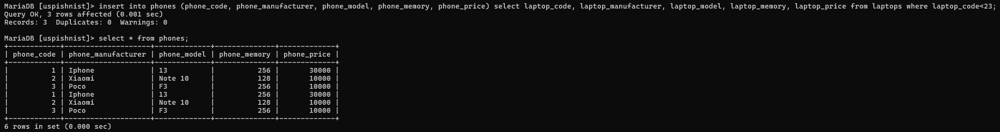 MariaDB [uspishnist]> insert into phones (phone_code, phone_manufacturer, phone_model, phone_memory, phone_price) select laptop_code, laptop_manufacturer, laptop_model, laptop_memory, laptop_price from laptops where laptop_code<23;
Query OK, 3 rows affected (0.001 sec)
Records: 3  Duplicates: 0  Warnings: 0

MariaDB [uspishnist]> select * from phones;
+------------+--------------------+-------------+--------------+-------------+
| phone_code | phone_manufacturer | phone_model | phone_memory | phone_price |
+------------+--------------------+-------------+--------------+-------------+
|          1 | Iphone             | 13          |          256 |       30000 |
|          2 | Xiaomi             | Note 10     |          128 |       10000 |
|          3 | Poco               | F3          |          256 |       10000 |
|          1 | Iphone             | 13          |          256 |       30000 |
|          2 | Xiaomi             | Note 10     |          128 |       10000 |
|          3 | Poco               | F3          |          256 |       10000 |
+------------+--------------------+-------------+--------------+-------------+
6 rows in set (0.000 sec)